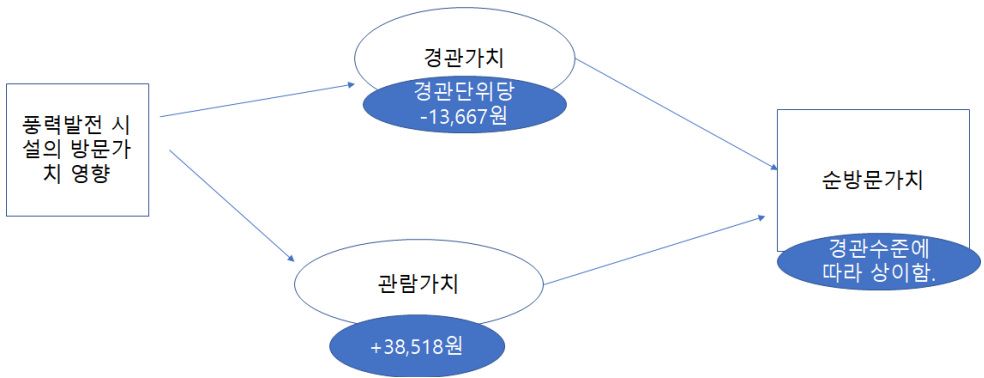 풍력발전 시
설의 방문가
치 영향
경관가치
경관단위당
-13,667원
관람가치
+38,518원
순방문가치
경관수준에
따라 상이함.